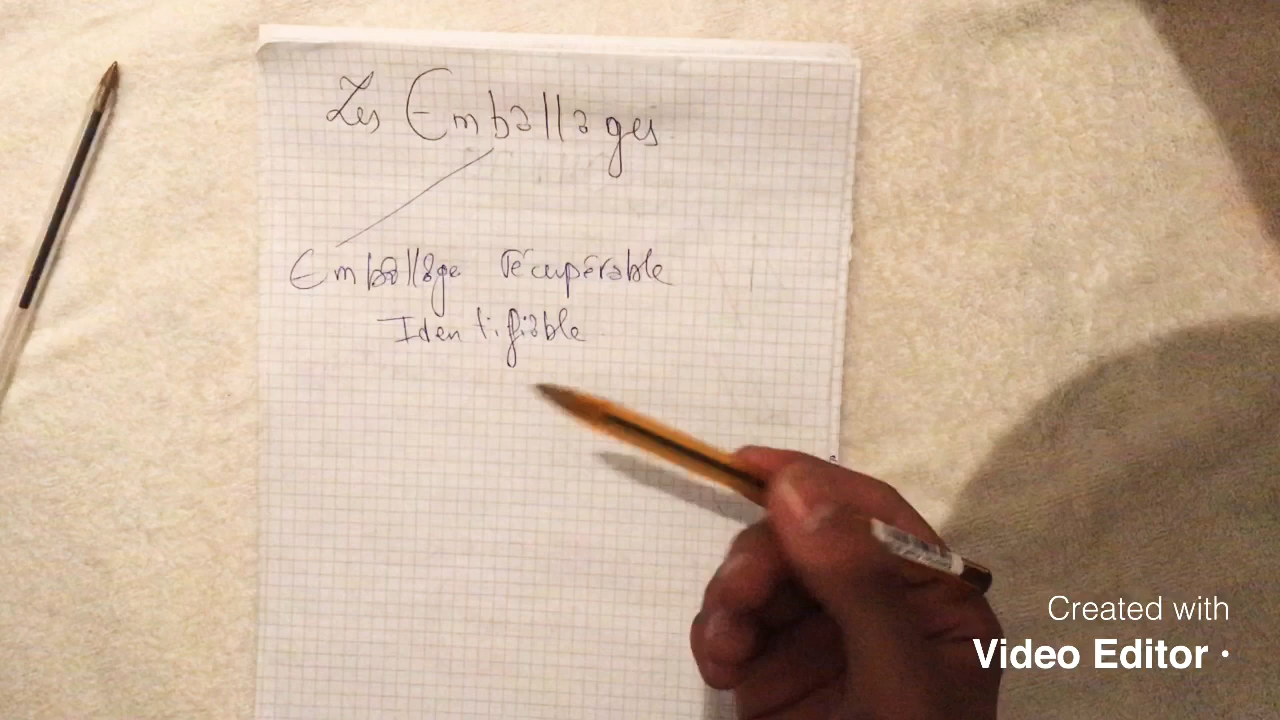 Les Emballages
Emballage récupérable
Identifiable
Created with
Video Editor